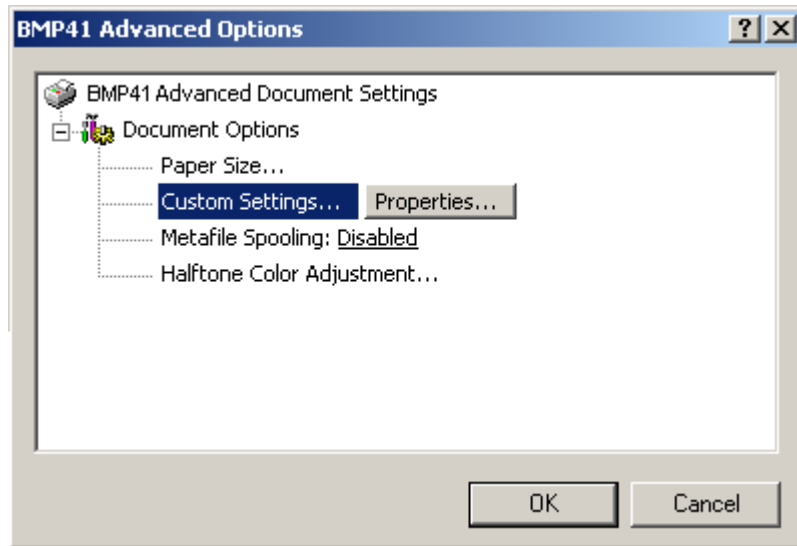 BMP41 Advanced Options
BMP41 Advanced Document Settings
Document Options
Paper Size...
Custom Settings... Properties...
Metafile Spooling: Disabled
Halftone Color Adjustment...
OK Cancel